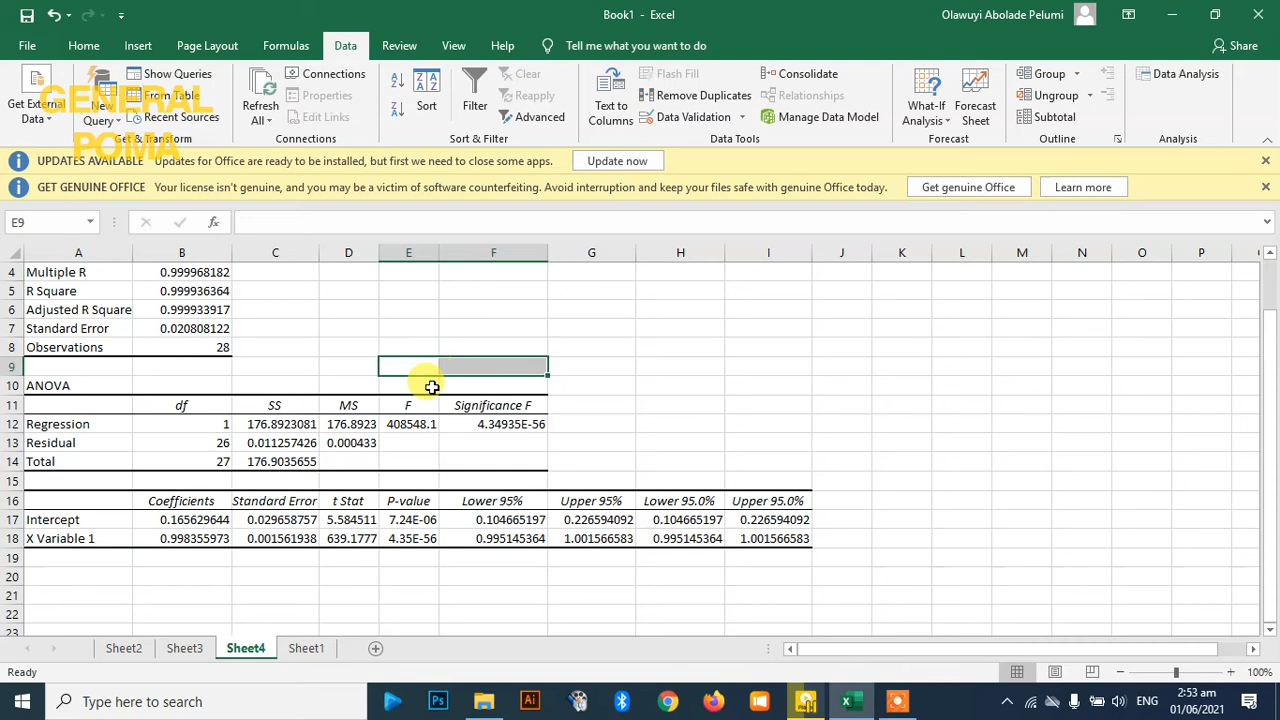 Book1 - Excel
Olawuyi Abolade Pelumi
File Home Insert Page Layout Formulas Data Review View Help Tell me what you want to do Share
Get External Data
New Query
Show Queries
From Table
Recent Sources
Get & Transform
GENERAL
POMA
Refresh All
Connections
Properties
Edit Links
Connections
Sort
Filter
Clear
Reapply
Advanced
Sort & Filter
Text to Columns
Flash Fill
Remove Duplicates
Data Validation
Consolidate
Relationships
Manage Data Model
Data Tools
What-If Analysis
Forecast Sheet
Forecast
Group
Ungroup
Subtotal
Outline
Data Analysis
Analysis
UPDATES AVAILABLE Updates for Office are ready to be installed, but first we need to close some apps. Update now
GET GENUINE OFFICE Your license isn't genuine, and you may be a victim of software counterfeiting. Avoid interruption and keep your files safe with genuine Office today. Get genuine Office Learn more
E9 fx
A B C D E F G H I J K L M N O P
4 Multiple R 0.999968182
5 R Square 0.999936364
6 Adjusted R Square 0.999933917
7 Standard Error 0.020808122
8 Observations 28
9
10 ANOVA
11 df SS MS F Significance F
12 Regression 1 176.8923081 176.8923 408548.1 4.34935E-56
13 Residual 26 0.011257426 0.000433
14 Total 27 176.9035655
15
16 Coefficients Standard Error t Stat P-value Lower 95% Upper 95% Lower 95.0% Upper 95.0%
17 Intercept 0.165629644 0.029658757 5.584511 7.24E-06 0.104665197 0.226594092 0.104665197 0.226594092
18 X Variable 1 0.998355973 0.001561938 639.1777 4.35E-56 0.995145364 1.001566583 0.995145364 1.001566583
19
20
21
22
23
Sheet2 Sheet3 Sheet4 Sheet1
Ready 100%
Type here to search Ps Ai ENG 2:53 am
01/06/2021